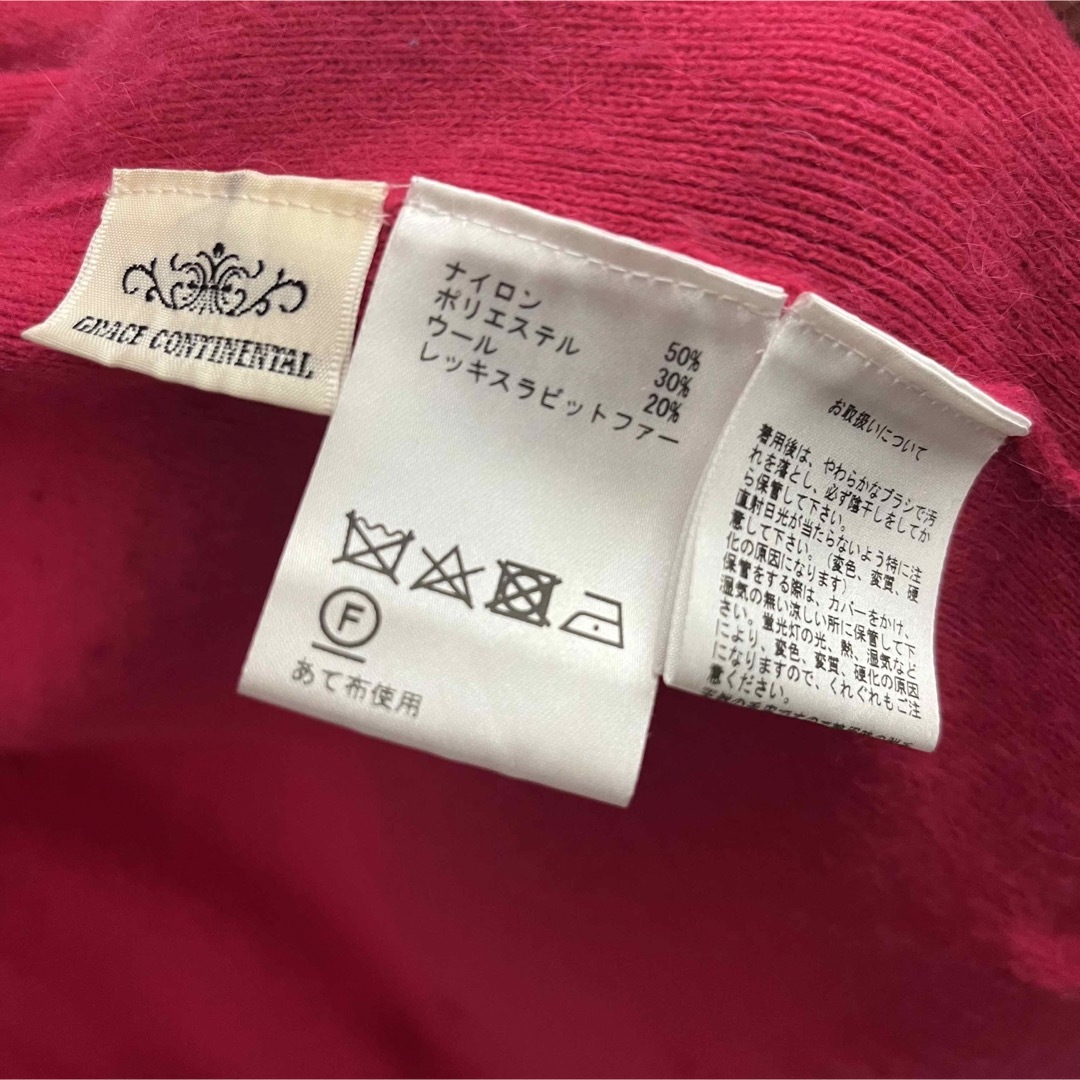 GRACE CONTINENTAL
ナイロン 50%
ポリエステル 30%
ウール 20%
レッキスラビットファー
F
あて布使用
お取扱いについて
着用後は、やわらかなブラシで汚
れを落とし、必ず陰干しをしてか
ら保管して下さい。
直射日光が当たらないよう特に注
意して下さい。(変色、変質、硬
化の原因になります)
保管をする際は、カバーをかけ、
湿気の無い涼しい所に保管して下
さい。蛍光灯の光、熱、湿気など
により、変色、変質、硬化の原因
になりますので、くれぐれもご注
意ください。